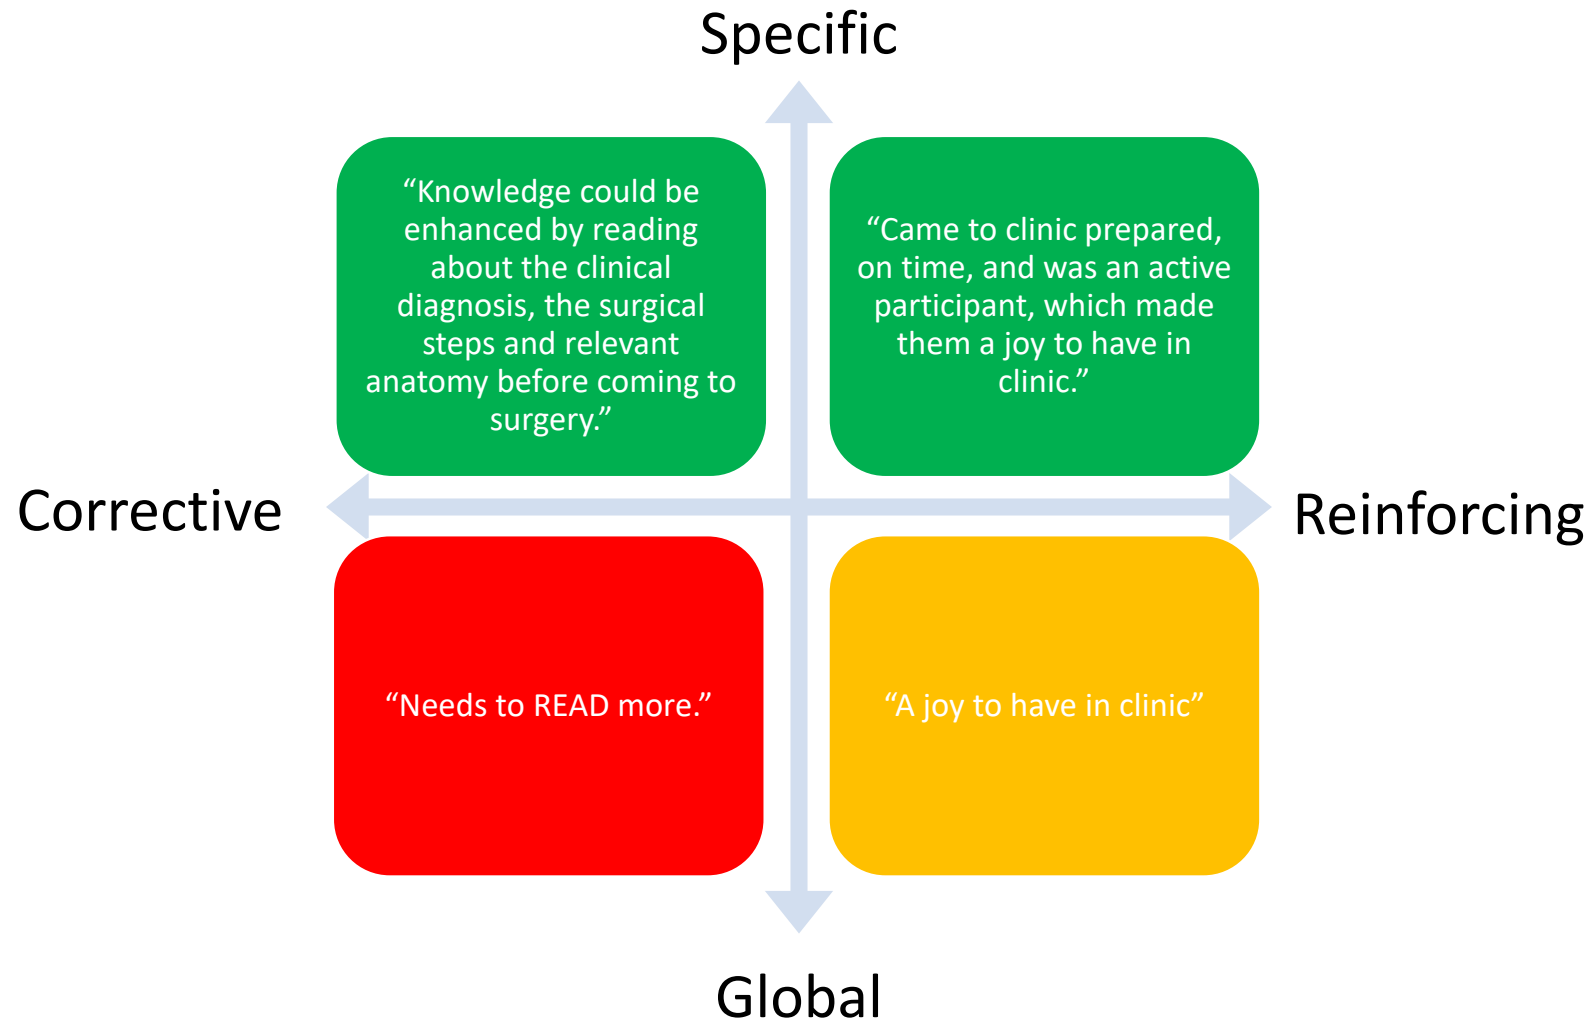 Specific
“Knowledge could be
enhanced by reading
about the clinical
diagnosis, the surgical
steps and relevant
anatomy before coming to
surgery.”
“Came to clinic prepared,
on time, and was an active
participant, which made
them a joy to have in
clinic.”
Corrective
Reinforcing
“Needs to READ more.”
“A joy to have in clinic”
Global